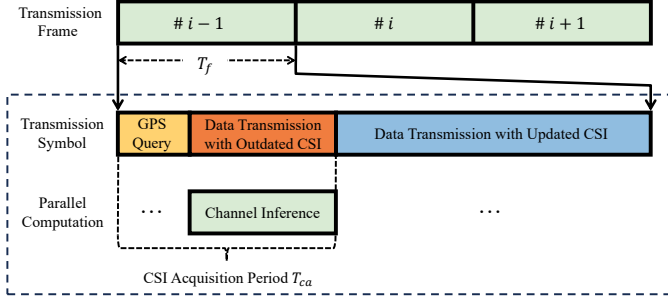 Transmission
Frame
# i − 1
# i
# i + 1
T_f
Transmission
Symbol
GPS
Query
Data Transmission
with Outdated CSI
Data Transmission with Updated CSI
Parallel
Computation
⋯
Channel Inference
⋯
CSI Acquisition Period T_ca